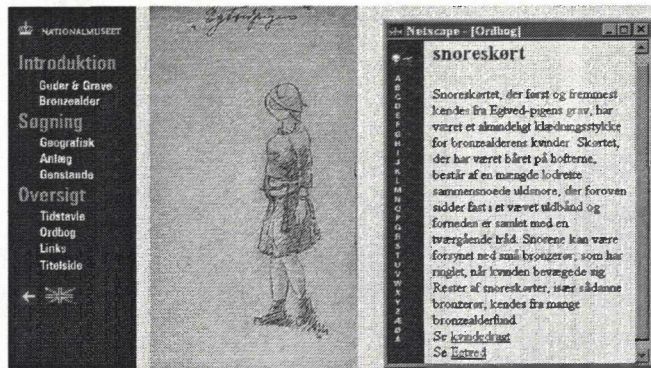 NATIONALMUSEET
Introduktion
Guder & Grave
Bronzealder
Søgning
Geografisk
Anlæg
Genstande
Oversigt
Tidstavle
Ordbog
Links
Titelside
Netscape - [Ordbog]
A
B
C
D
E
F
G
H
I
J
K
L
M
N
O
P
Q
R
S
T
U
V
W
X
Y
Z
Æ
Ø
Å
snoreskørt
Snoreskørtet, der først og fremmest
kendes fra Egtved-pigens grav, har
været et almindeligt klædningsstykke
for bronzealderens kvinder. Skørtet,
der har været båret på hofterne,
består af en mængde lodrette
sammensnoede uldsnore, der foroven
sidder fast i et vævet uldbånd og
forneden er samlet med en
tværgående tråd. Snorene kan være
forsynet ned små bronzerør, som har
ringlet, når kvinden bevægede sig.
Rester af snoreskørter, især sådanne
bronzerør, kendes fra mange
bronzealderfund.
Se kvindedragt
Se Egtved